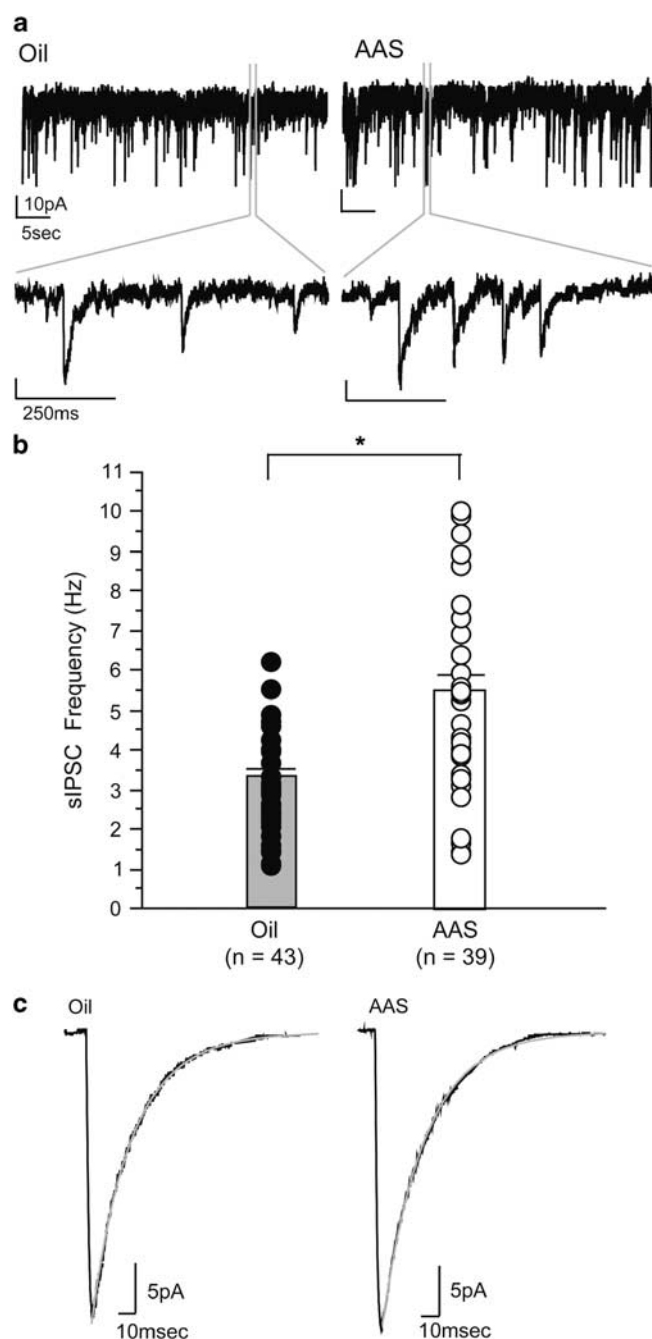 a
Oil
AAS
10pA
5sec
250ms
b
*
11
10
9
8
7
6
5
4
3
2
1
0
sIPSC Frequency (Hz)
Oil
AAS
(n = 43)
(n = 39)
c
Oil
AAS
5pA
10msec
5pA
10msec